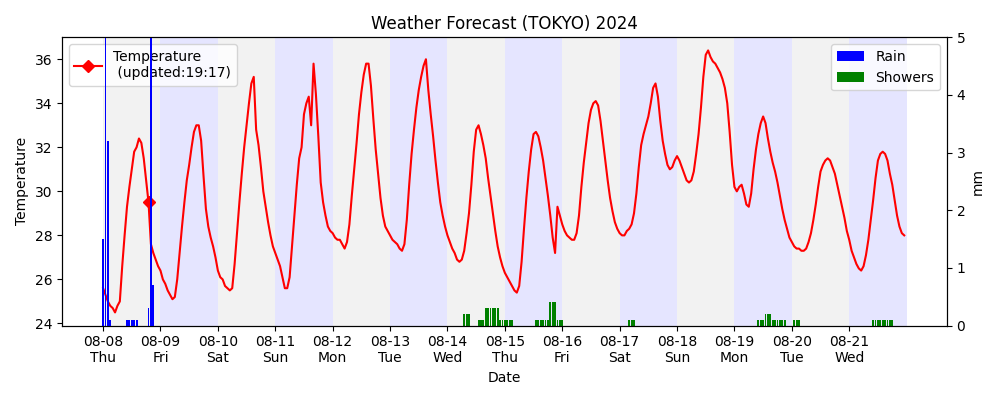 Weather Forecast (TOKYO) 2024
Temperature
(updated:19:17)
Rain
Showers
Temperature
36
34
32
30
28
26
24
5
4
3
2
1
0
mm
08-08 08-09 08-10 08-11 08-12 08-13 08-14 08-15 08-16 08-17 08-18 08-19 08-20 08-21
Thu Fri Sat Sun Mon Tue Wed Thu Fri Sat Sun Mon Tue Wed
Date